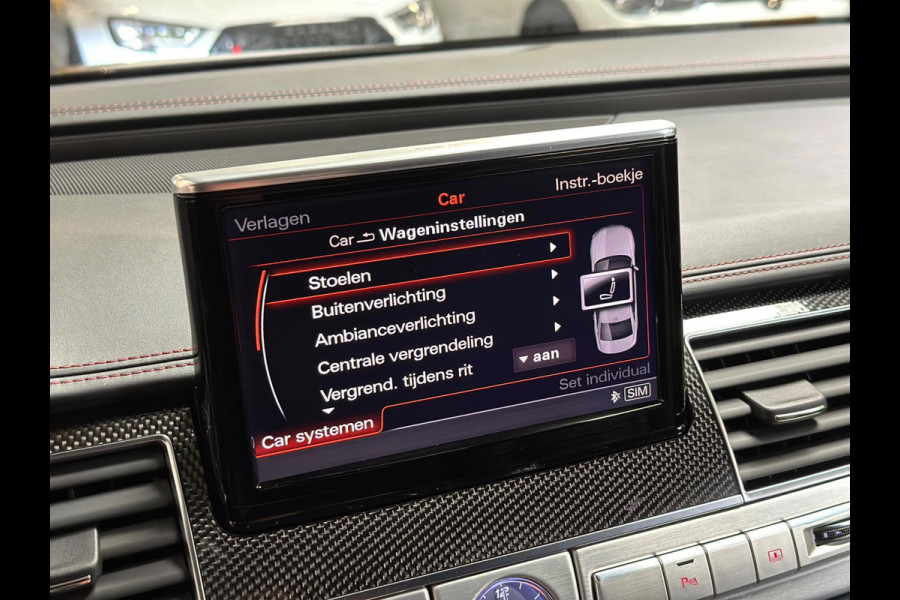 Car
Instr.-boekje
Verlagen
Car Wageninstellingen
Stoelen
Buitenverlichting
Ambianceverlichting
Centrale vergrendeling
Vergrend. tijdens rit
aan
Set individual
SIM
Car systemen
12